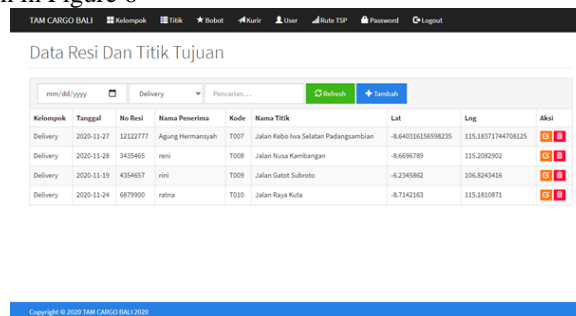 n in Figure 8
TAM CARGO BALI Kelompok Titik Bobot Kurir User Rute TSP Password Logout
Data Resi Dan Titik Tujuan
mm/dd/yyyy Delivery Pencarian... Refresh Tambah
Kelompok Tanggal No Resi Nama Penerima Kode Nama Titik Lat Lng Aksi
Delivery 2020-11-27 12122777 Agung Hermansyah T007 Jalan Kebo Iwa Selatan Padangsambian -8.640316156598235 115.18371744708125
Delivery 2020-11-28 3435465 reni T008 Jalan Nusa Kambangan -8.6696789 115.2082902
Delivery 2020-11-19 4354657 rini T009 Jalan Gatot Subroto -6.2345862 106.8243416
Delivery 2020-11-24 6879900 ratna T010 Jalan Raya Kuta -8.7142163 115.1810871
Copyright © 2020 TAM CARGO BALI 2020